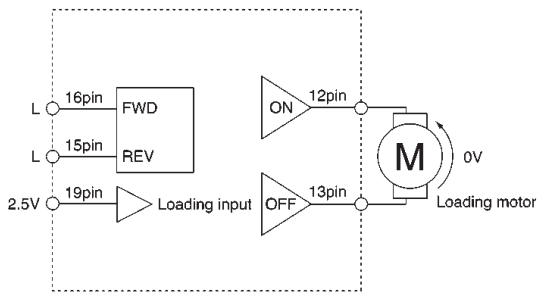 L 16pin FWD
ON 12pin
L 15pin REV
M 0V
2.5V 19pin Loading input
OFF 13pin
Loading motor